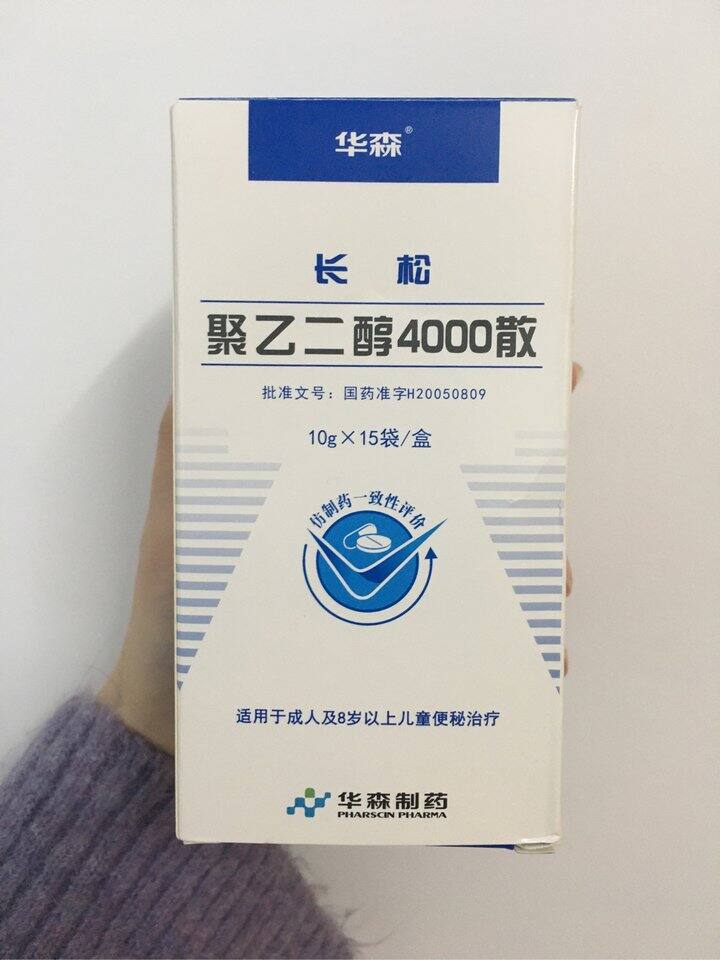 华森®
长松
聚乙二醇4000散
批准文号：国药准字H20050809
10g×15袋/盒
仿制药一致性评价
适用于成人及8岁以上儿童便秘治疗
华森制药
PHARSCIN PHARMA